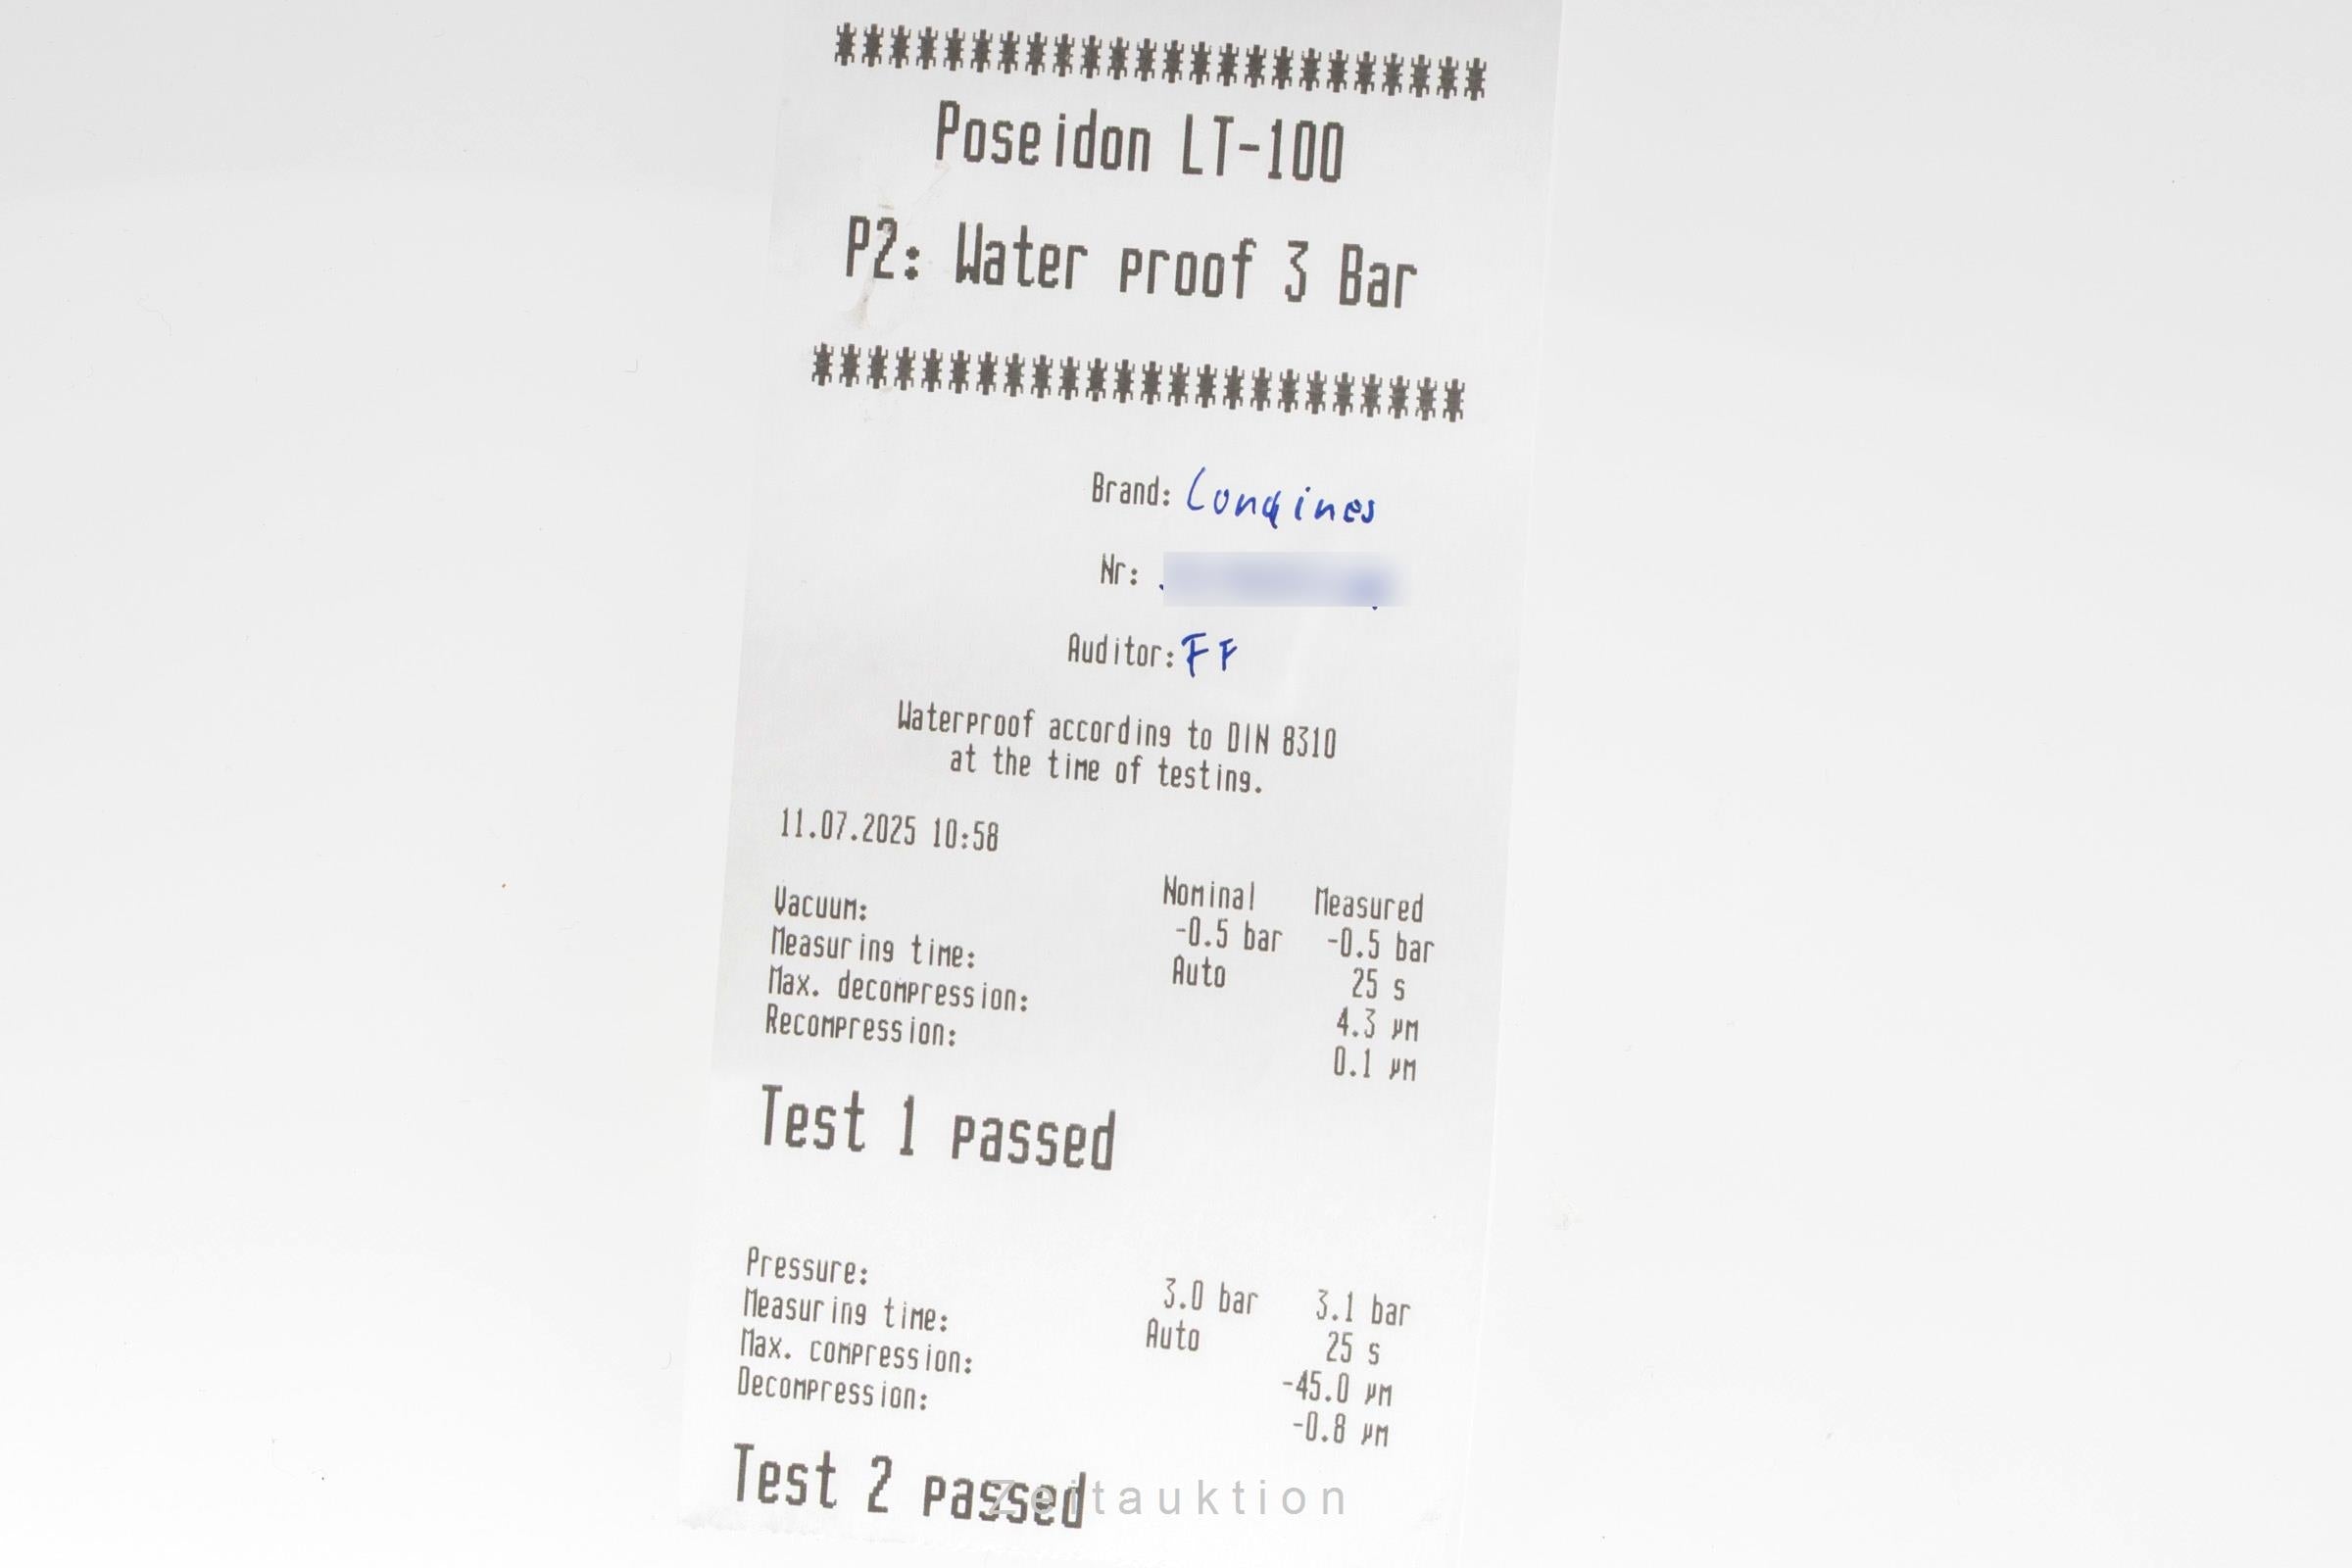 ************************
Poseidon LT-100
P2: Water proof 3 Bar
************************
Brand: Longines
Nr:
Auditor: FF
Waterproof according to DIN 8310
at the time of testing.
11.07.2025 10:58
Nominal Measured
Vacuum: -0.5 bar -0.5 bar
Measuring time: Auto 25 s
Max. decompression: 4.3 µm
Recompression: 0.1 µm
Test 1 passed
Pressure: 3.0 bar 3.1 bar
Measuring time: Auto 25 s
Max. compression: -45.0 µm
Decompression: -0.8 µm
Test 2 passed
Zeitauktion